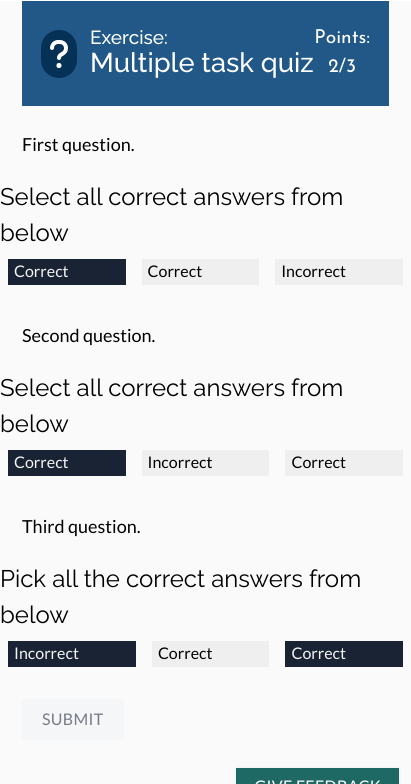 ?
Exercise:
Points:
Multiple task quiz 2/3
First question.
Select all correct answers from
below
Correct Correct Incorrect
Second question.
Select all correct answers from
below
Correct Incorrect Correct
Third question.
Pick all the correct answers from
below
Incorrect Correct Correct
SUBMIT
GIVE FEEDBACK